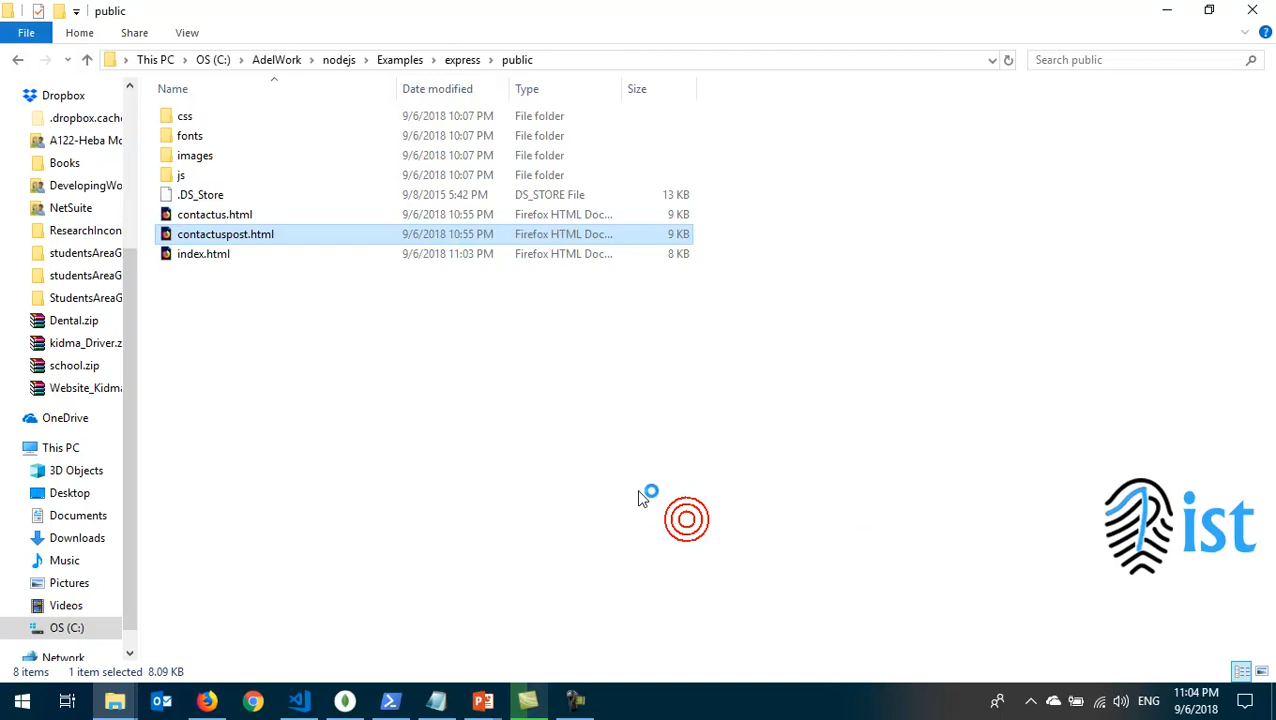 public
File
Home
Share
View
This PC
OS (C:)
AdelWork
nodejs
Examples
express
public
Search public
Name
Date modified
Type
Size
css
9/6/2018 10:07 PM
File folder
fonts
9/6/2018 10:07 PM
File folder
images
9/6/2018 10:07 PM
File folder
js
9/6/2018 10:07 PM
File folder
.DS_Store
9/8/2015 5:42 PM
DS_STORE File
13 KB
contactus.html
9/6/2018 10:55 PM
Firefox HTML Doc...
9 KB
contactuspost.html
9/6/2018 10:55 PM
Firefox HTML Doc...
9 KB
index.html
9/6/2018 11:03 PM
Firefox HTML Doc...
8 KB
Dropbox
.dropbox.cache
A122-Heba Mo
Books
DevelopingWo
NetSuite
ResearchIncon
studentsAreaG
studentsAreaG
StudentsAreaG
Dental.zip
kidma_Driver.z
school.zip
Website_Kidma
OneDrive
This PC
3D Objects
Desktop
Documents
Downloads
Music
Pictures
Videos
OS (C:)
Network
ist
8 items
1 item selected
8.09 KB
ENG
11:04 PM
9/6/2018